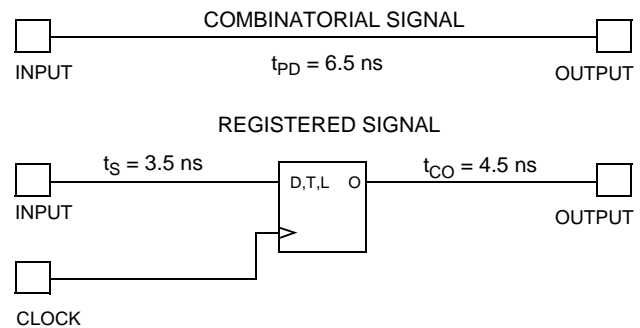 COMBINATORIAL SIGNAL
INPUT
tPD = 6.5 ns
OUTPUT
REGISTERED SIGNAL
tS = 3.5 ns
D,T,L O
tCO = 4.5 ns
INPUT
OUTPUT
CLOCK